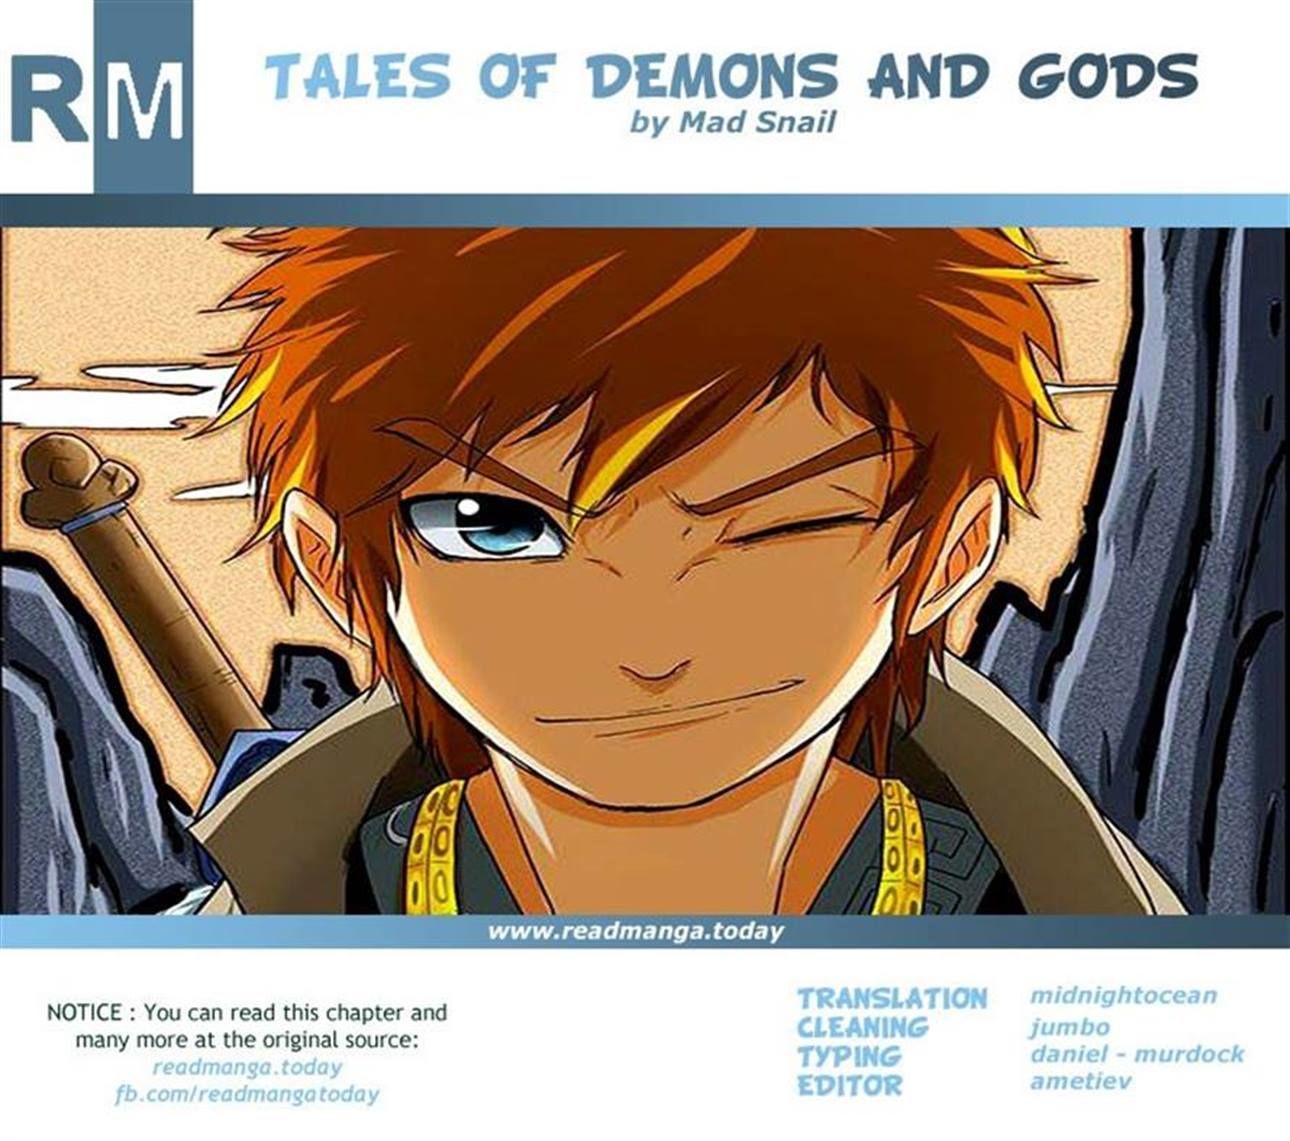 RM
TALES OF DEMONS AND GODS
by Mad Snail
www.readmanga.today
NOTICE : You can read this chapter and
many more at the original source:
readmanga.today
fb.com/readmangatoday
TRANSLATION midnightocean
CLEANING jumbo
TYPING daniel - murdock
EDITOR ametiev